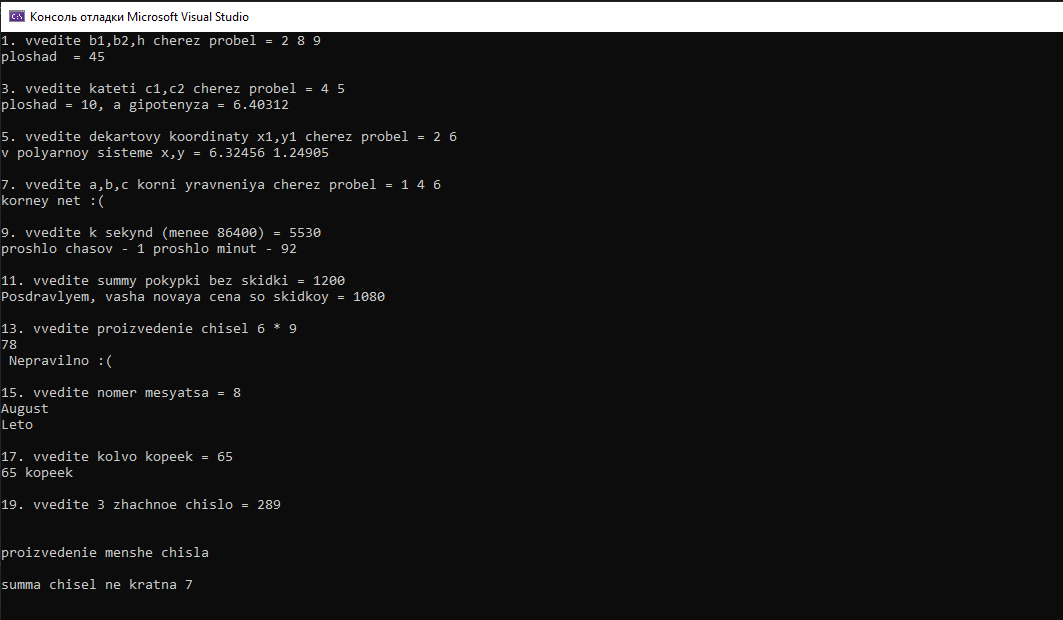 Консоль отладки Microsoft Visual Studio
1. vvedite b1,b2,h cherez probel = 2 8 9
ploshad  = 45
3. vvedite kateti c1,c2 cherez probel = 4 5
ploshad = 10, a gipotenyza = 6.40312
5. vvedite dekartovy koordinaty x1,y1 cherez probel = 2 6
v polyarnoy sisteme x,y = 6.32456 1.24905
7. vvedite a,b,c korni yravneniya cherez probel = 1 4 6
korney net :(
9. vvedite k sekynd (menee 86400) = 5530
proshlo chasov - 1 proshlo minut - 92
11. vvedite summy pokypki bez skidki = 1200
Posdravlyem, vasha novaya cena so skidkoy = 1080
13. vvedite proizvedenie chisel 6 * 9
78
Nepravilno :(
15. vvedite nomer mesyatsa = 8
August
Leto
17. vvedite kolvo kopeek = 65
65 kopeek
19. vvedite 3 zhachnoe chislo = 289
proizvedenie menshe chisla
summa chisel ne kratna 7